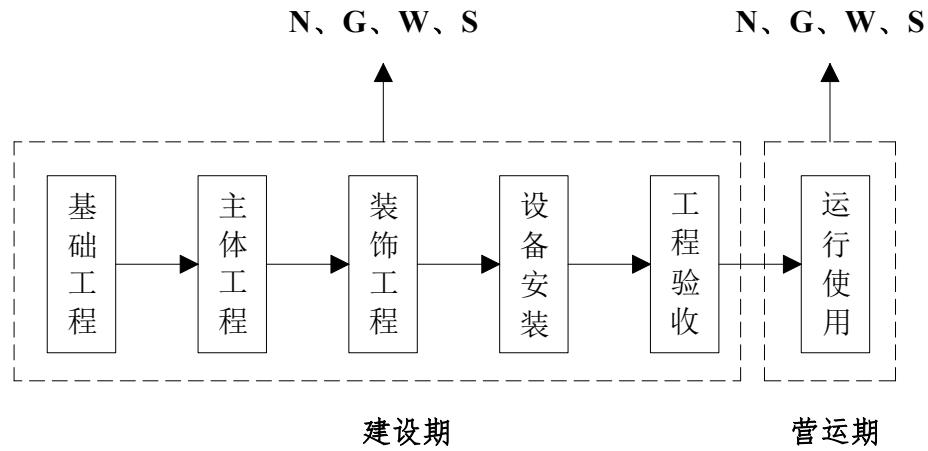 N、G、W、S
N、G、W、S
基础工程
主体工程
装饰工程
设备安装
工程验收
运行使用
建设期
营运期